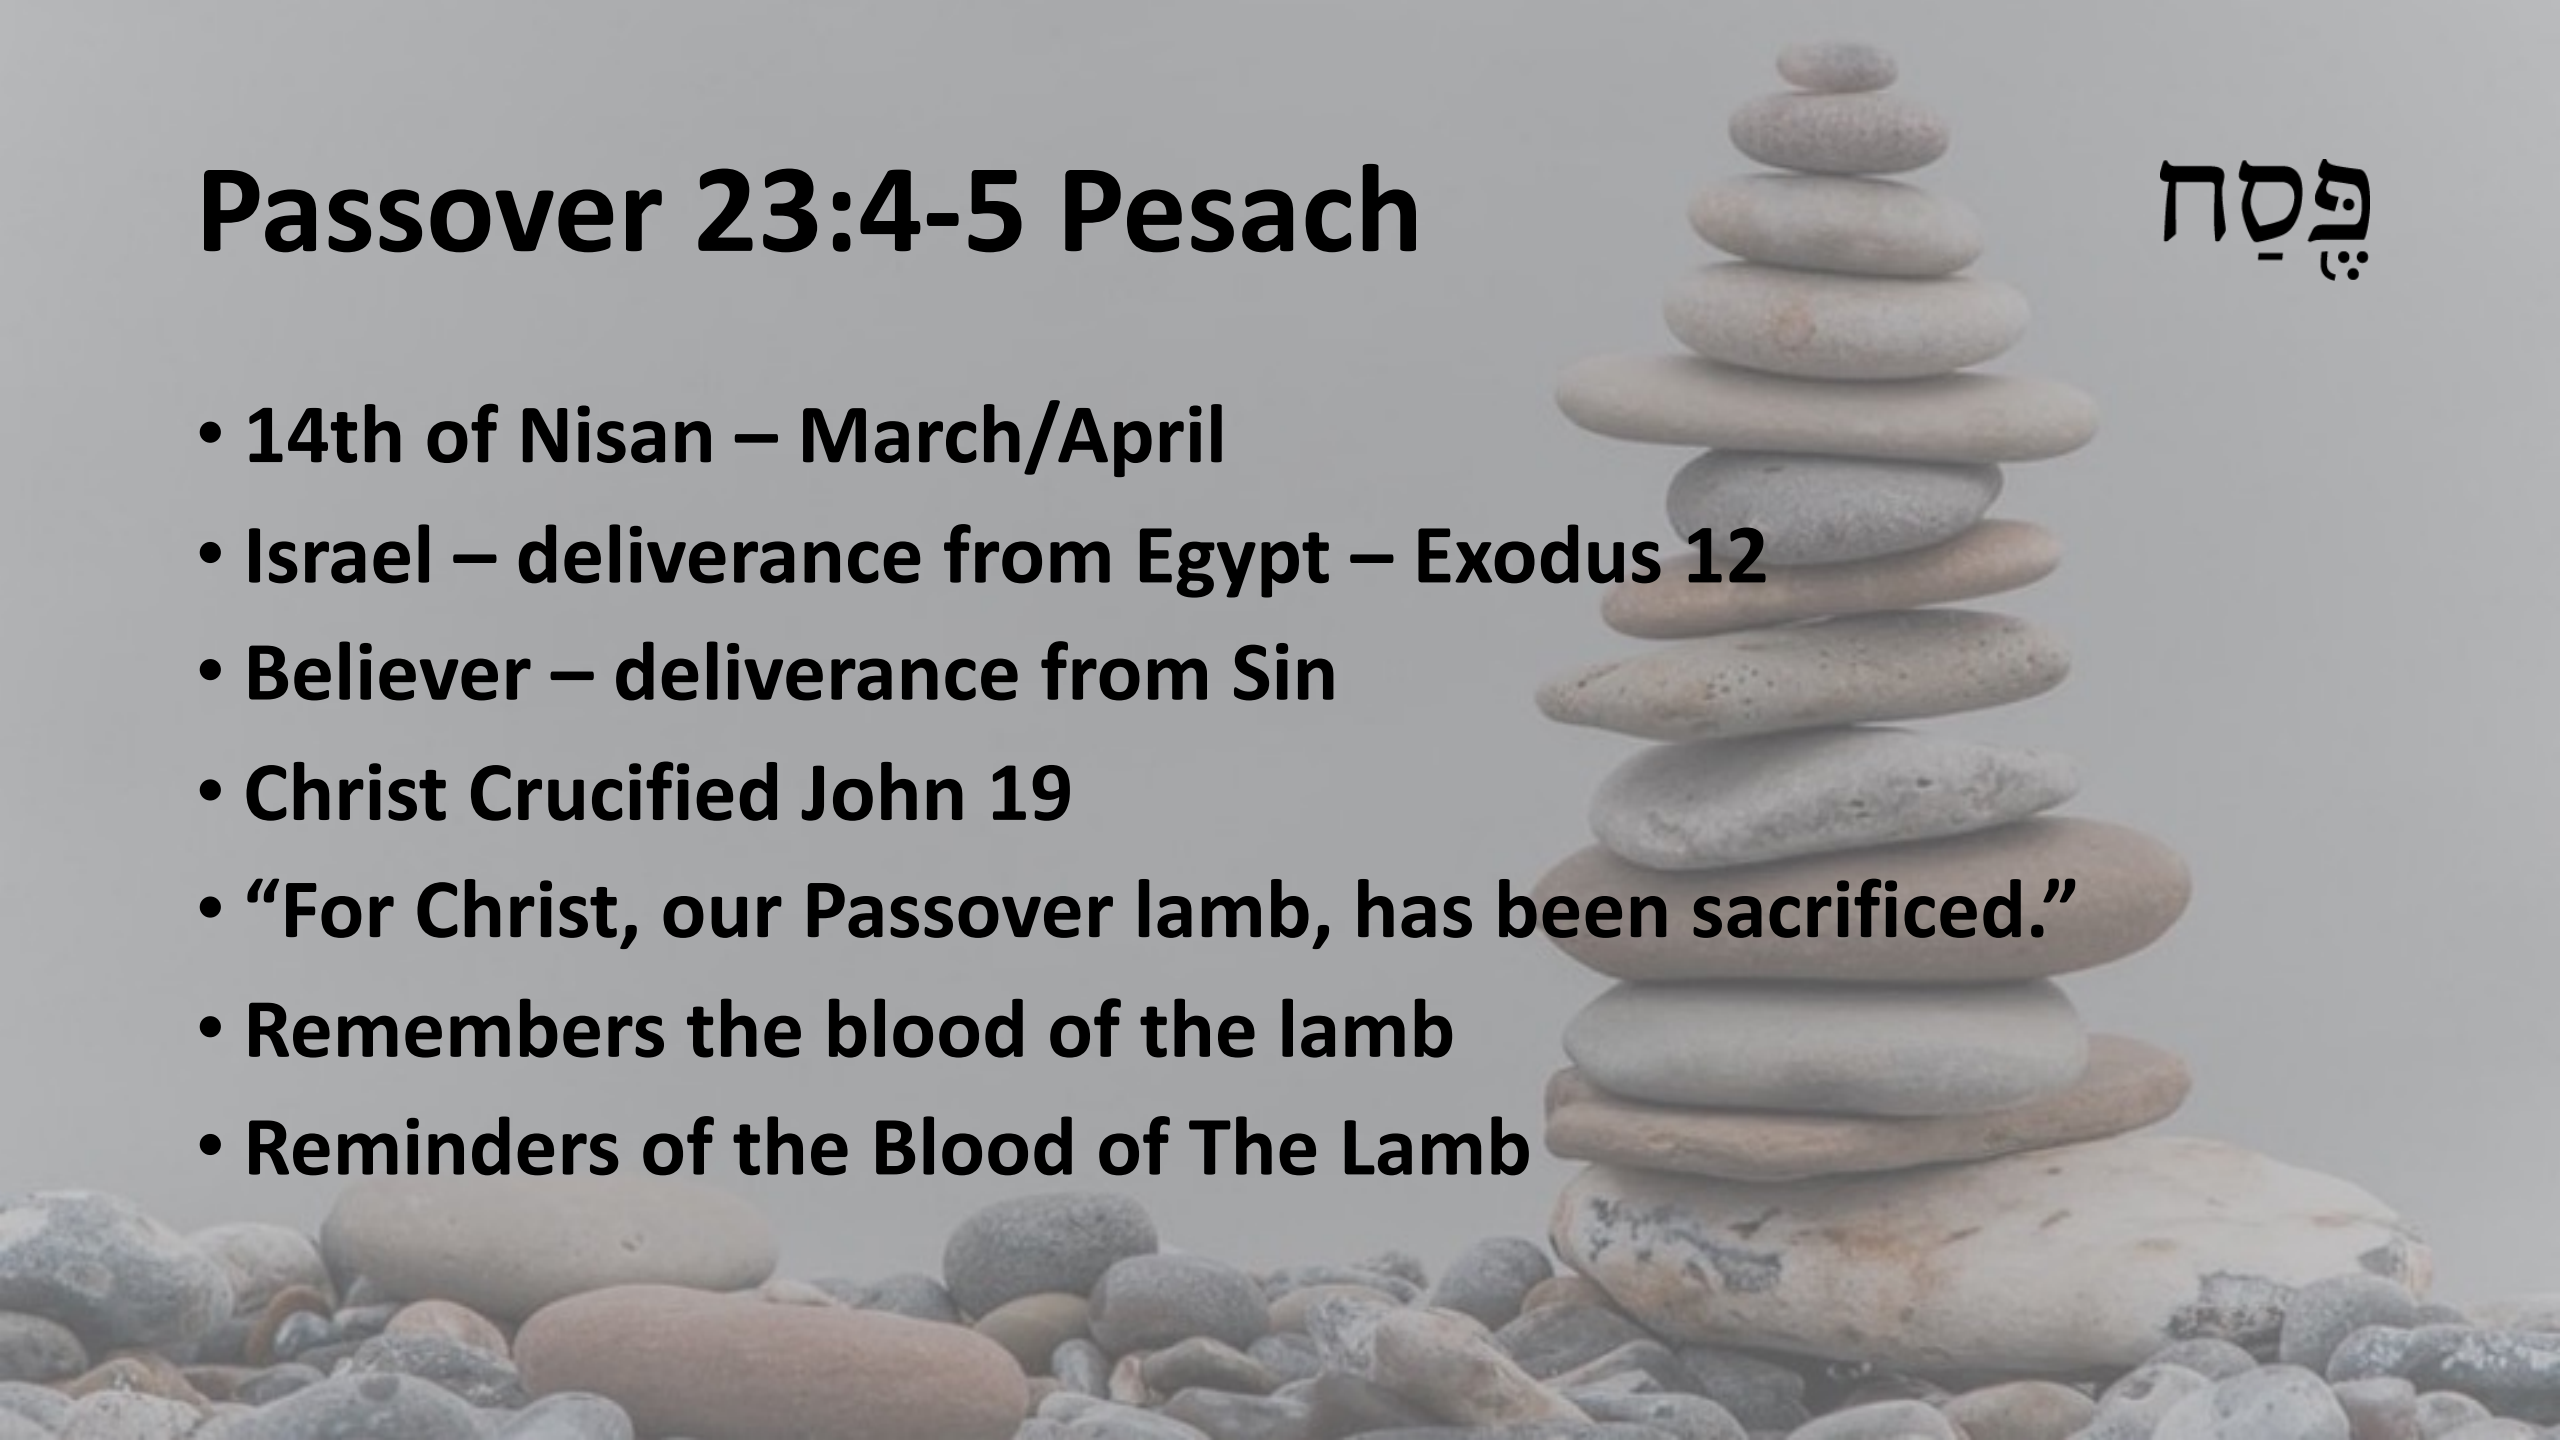 Passover 23:4-5 Pesach
פֶּסַח
• 14th of Nisan – March/April
• Israel – deliverance from Egypt – Exodus 12
• Believer – deliverance from Sin
• Christ Crucified John 19
• “For Christ, our Passover lamb, has been sacrificed.”
• Remembers the blood of the lamb
• Reminders of the Blood of The Lamb